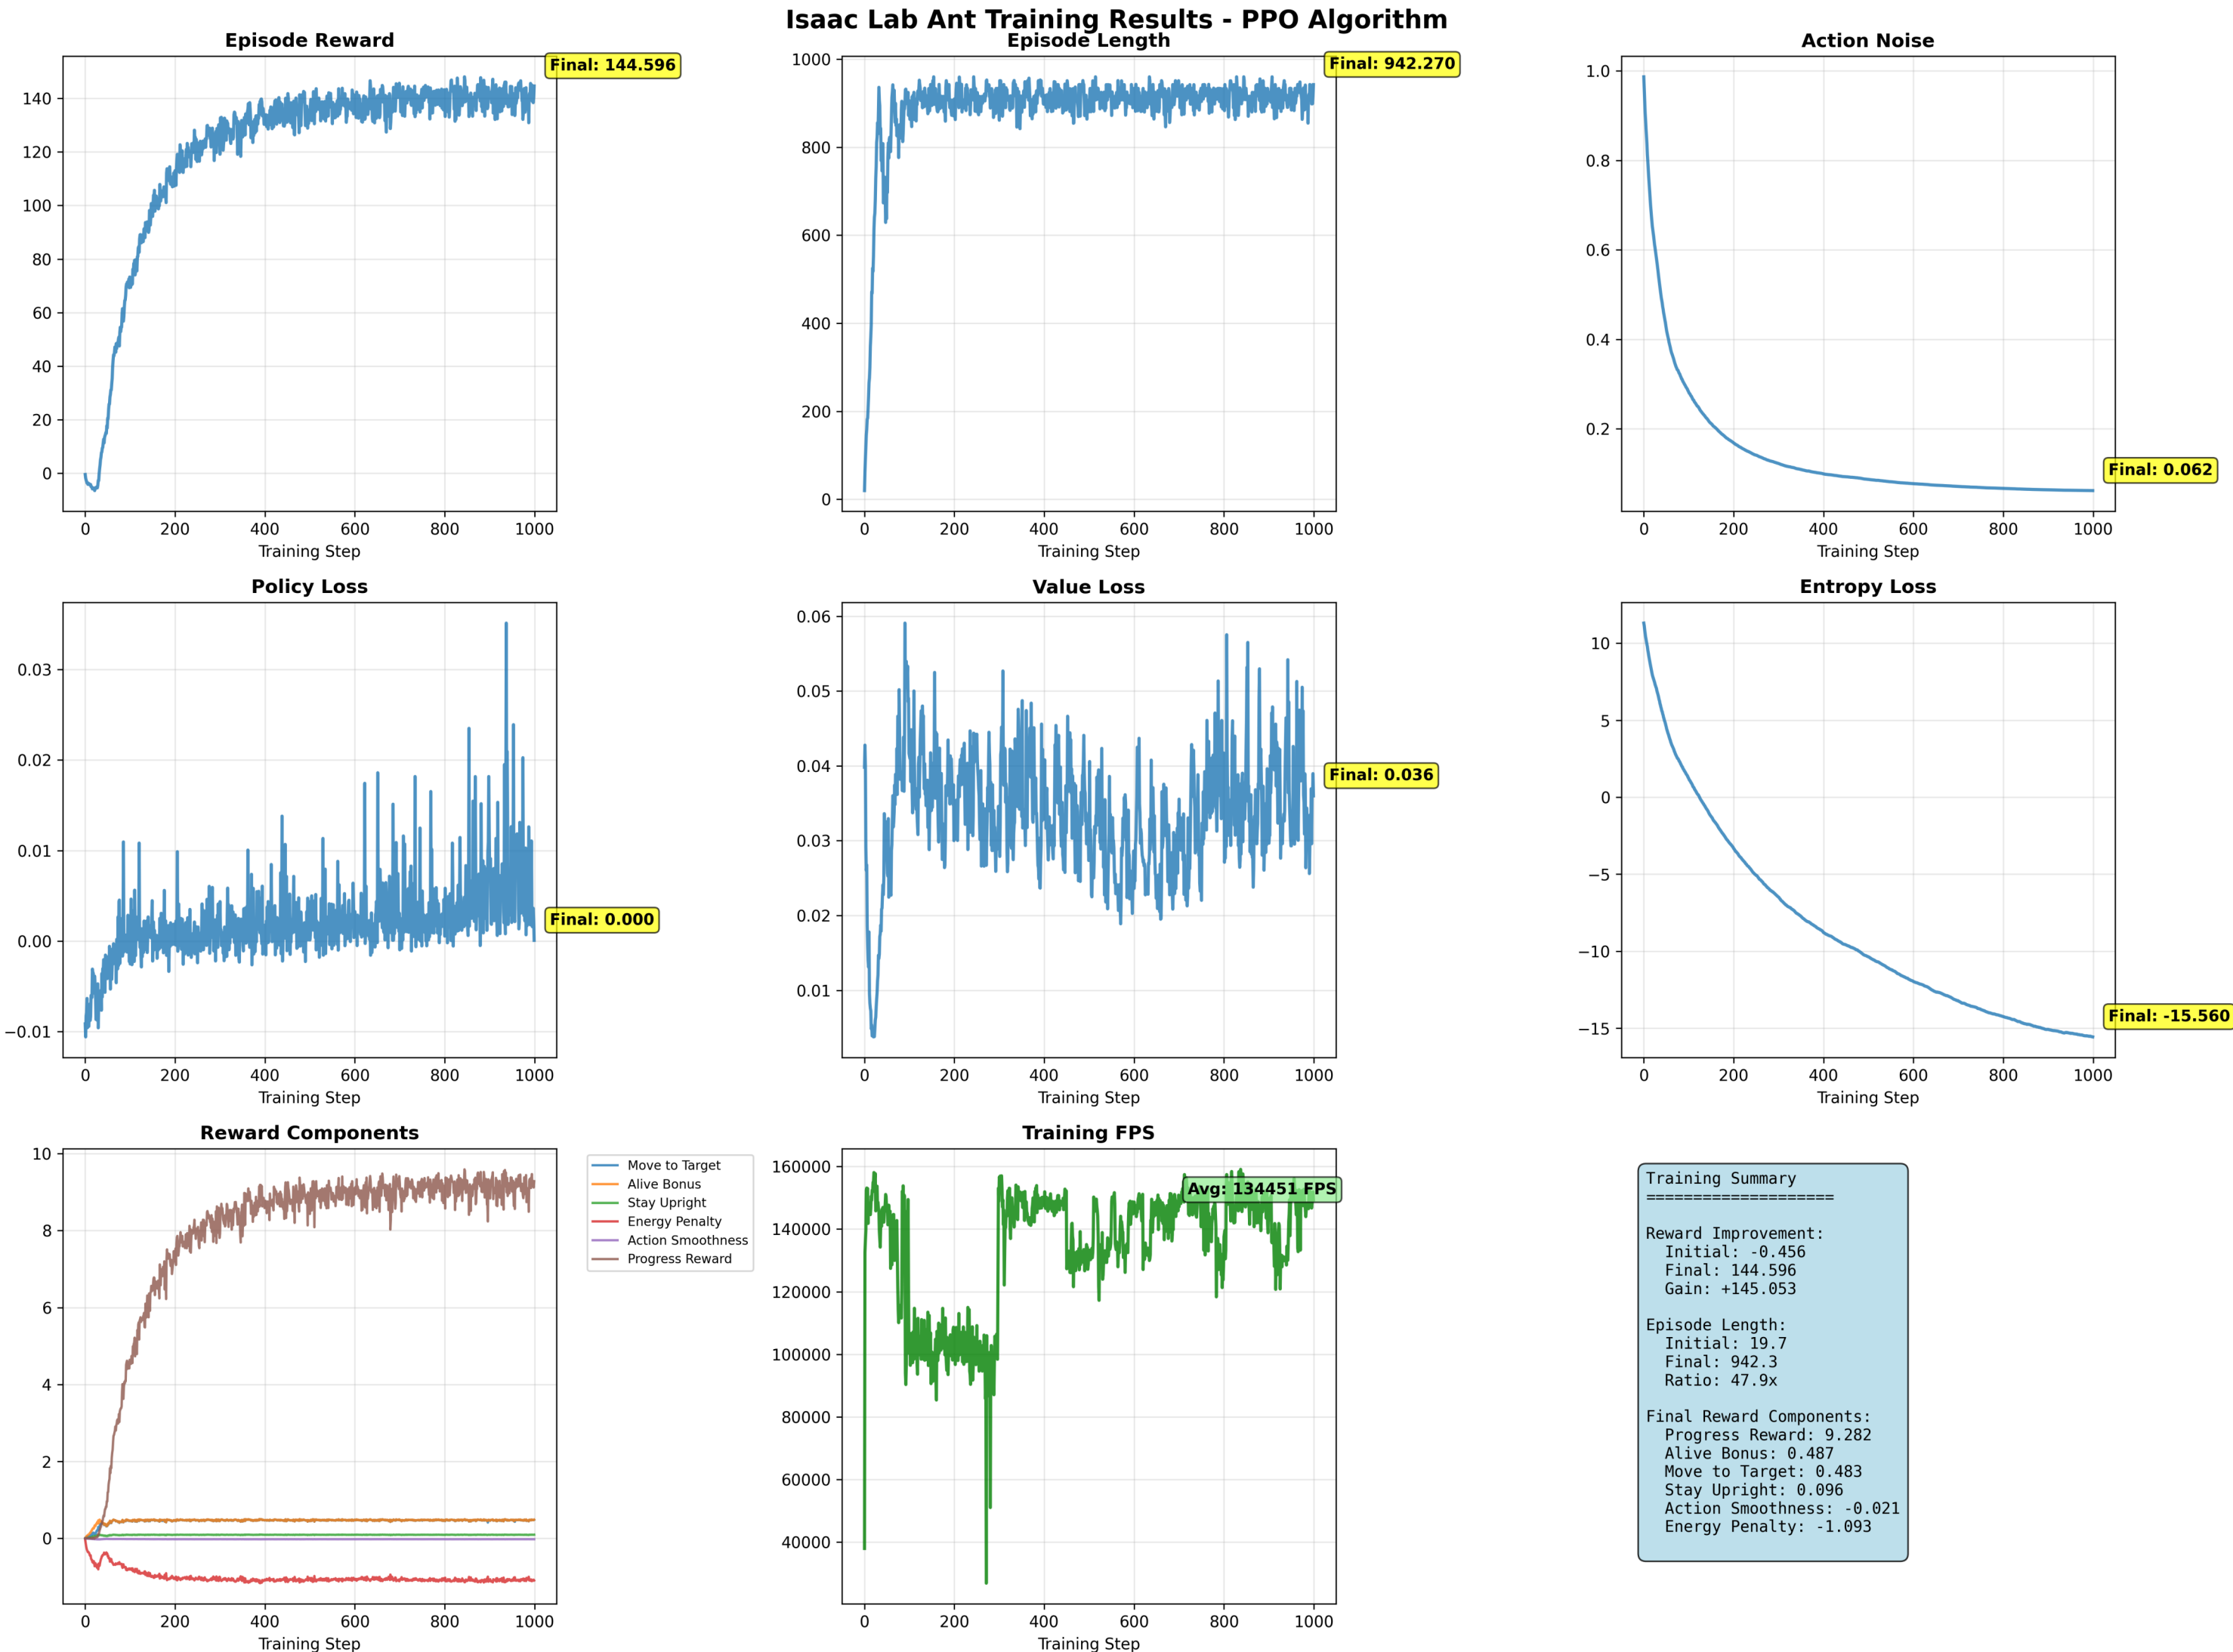 Isaac Lab Ant Training Results - PPO Algorithm
Episode Reward
Final: 144.596
140
120
100
80
60
40
20
0
0 200 400 600 800 1000
Training Step
Episode Length
Final: 942.270
1000
800
600
400
200
0
0 200 400 600 800 1000
Training Step
Action Noise
1.0
0.8
0.6
0.4
0.2
Final: 0.062
0 200 400 600 800 1000
Training Step
Policy Loss
0.03
0.02
0.01
0.00
−0.01
Final: 0.000
0 200 400 600 800 1000
Training Step
Value Loss
0.06
0.05
0.04
0.03
0.02
0.01
Final: 0.036
0 200 400 600 800 1000
Training Step
Entropy Loss
10
5
0
−5
−10
−15
Final: -15.560
0 200 400 600 800 1000
Training Step
Reward Components
10
8
6
4
2
0
0 200 400 600 800 1000
Training Step
Move to Target
Alive Bonus
Stay Upright
Energy Penalty
Action Smoothness
Progress Reward
Training FPS
160000
140000
120000
100000
80000
60000
40000
Avg: 134451 FPS
0 200 400 600 800 1000
Training Step
Training Summary
====================
Reward Improvement:
Initial: -0.456
Final: 144.596
Gain: +145.053
Episode Length:
Initial: 19.7
Final: 942.3
Ratio: 47.9x
Final Reward Components:
Progress Reward: 9.282
Alive Bonus: 0.487
Move to Target: 0.483
Stay Upright: 0.096
Action Smoothness: -0.021
Energy Penalty: -1.093